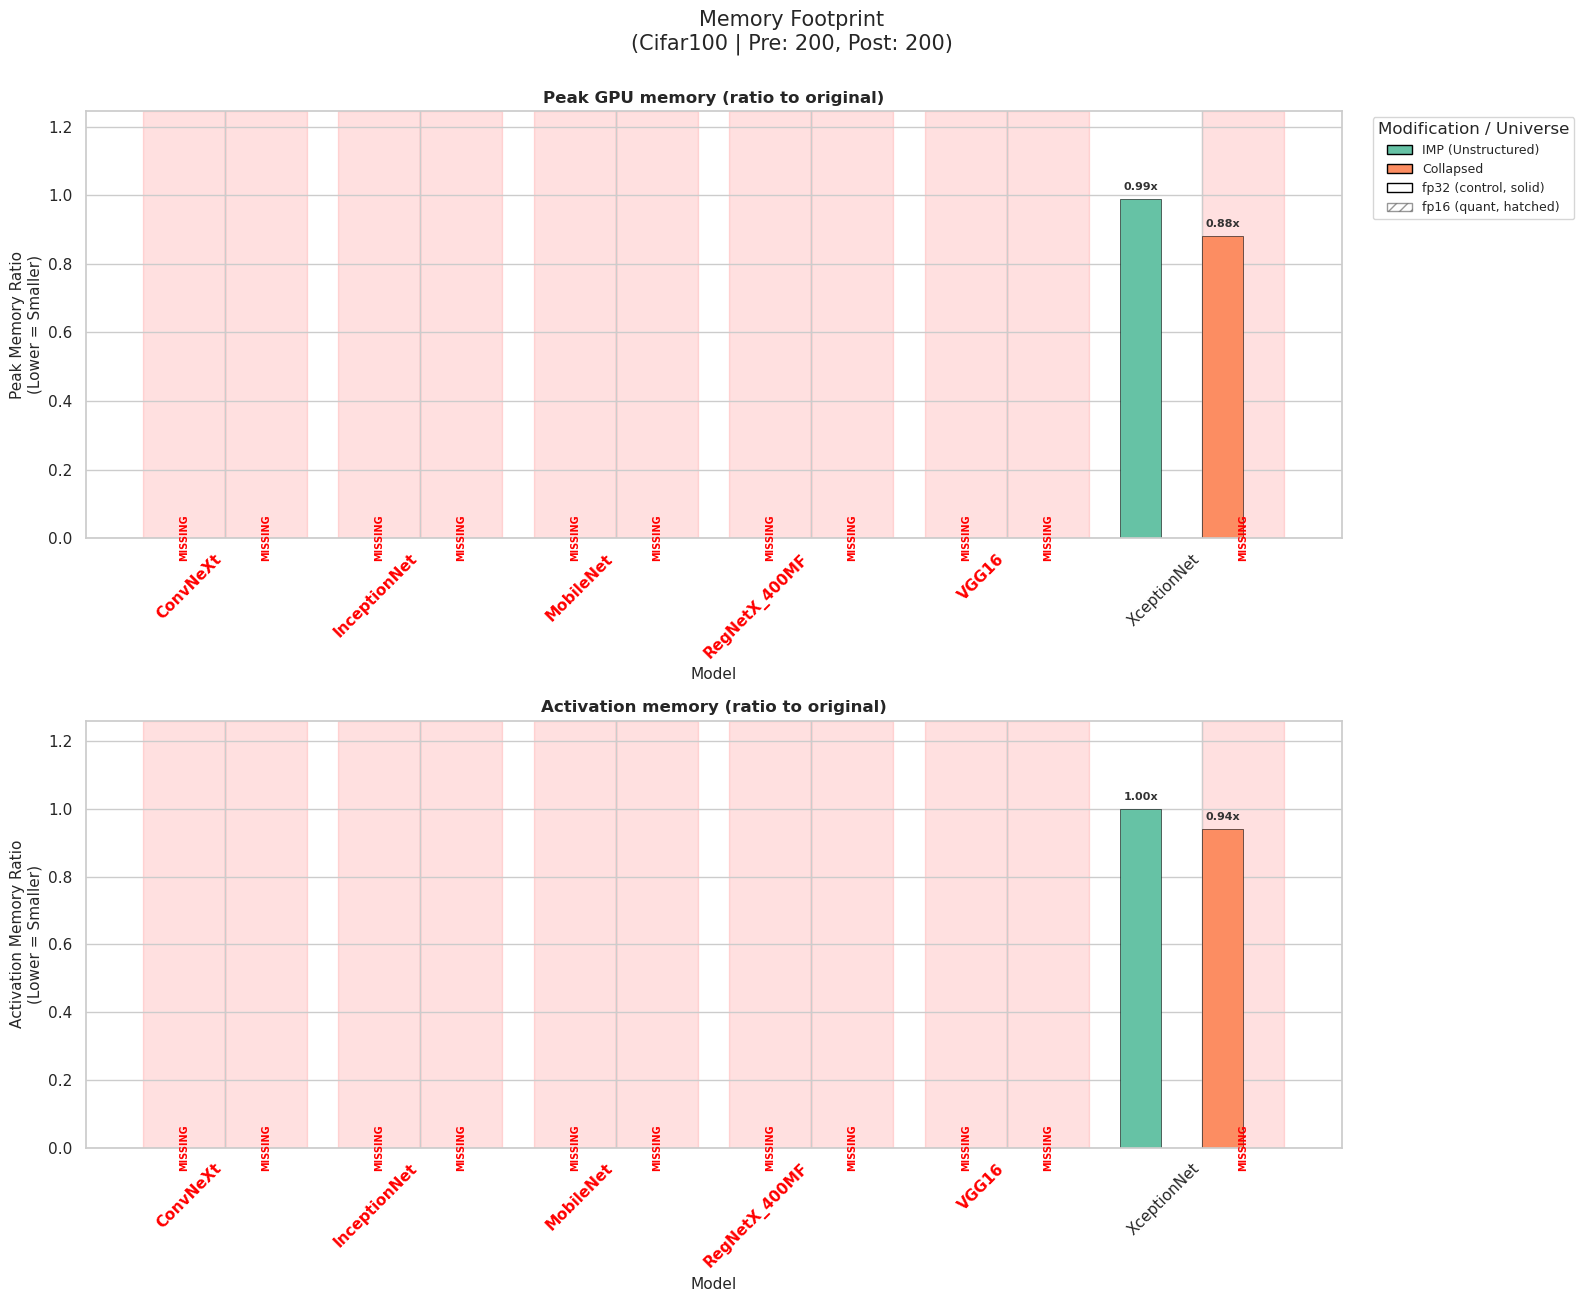 Memory Footprint
(Cifar100 | Pre: 200, Post: 200)
Peak GPU memory (ratio to original)
Peak Memory Ratio
(Lower = Smaller)
1.2
1.0
0.8
0.6
0.4
0.2
0.0
0.99x
0.88x
MISSING
MISSING
MISSING
MISSING
MISSING
MISSING
MISSING
MISSING
MISSING
MISSING
MISSING
ConvNeXt
InceptionNet
MobileNet
RegNetX_400MF
VGG16
XceptionNet
Model
Modification / Universe
IMP (Unstructured)
Collapsed
fp32 (control, solid)
fp16 (quant, hatched)
Activation memory (ratio to original)
Activation Memory Ratio
(Lower = Smaller)
1.2
1.0
0.8
0.6
0.4
0.2
0.0
1.00x
0.94x
MISSING
MISSING
MISSING
MISSING
MISSING
MISSING
MISSING
MISSING
MISSING
MISSING
MISSING
ConvNeXt
InceptionNet
MobileNet
RegNetX_400MF
VGG16
XceptionNet
Model